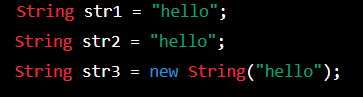 String str1 = "hello";
String str2 = "hello";
String str3 = new String("hello");